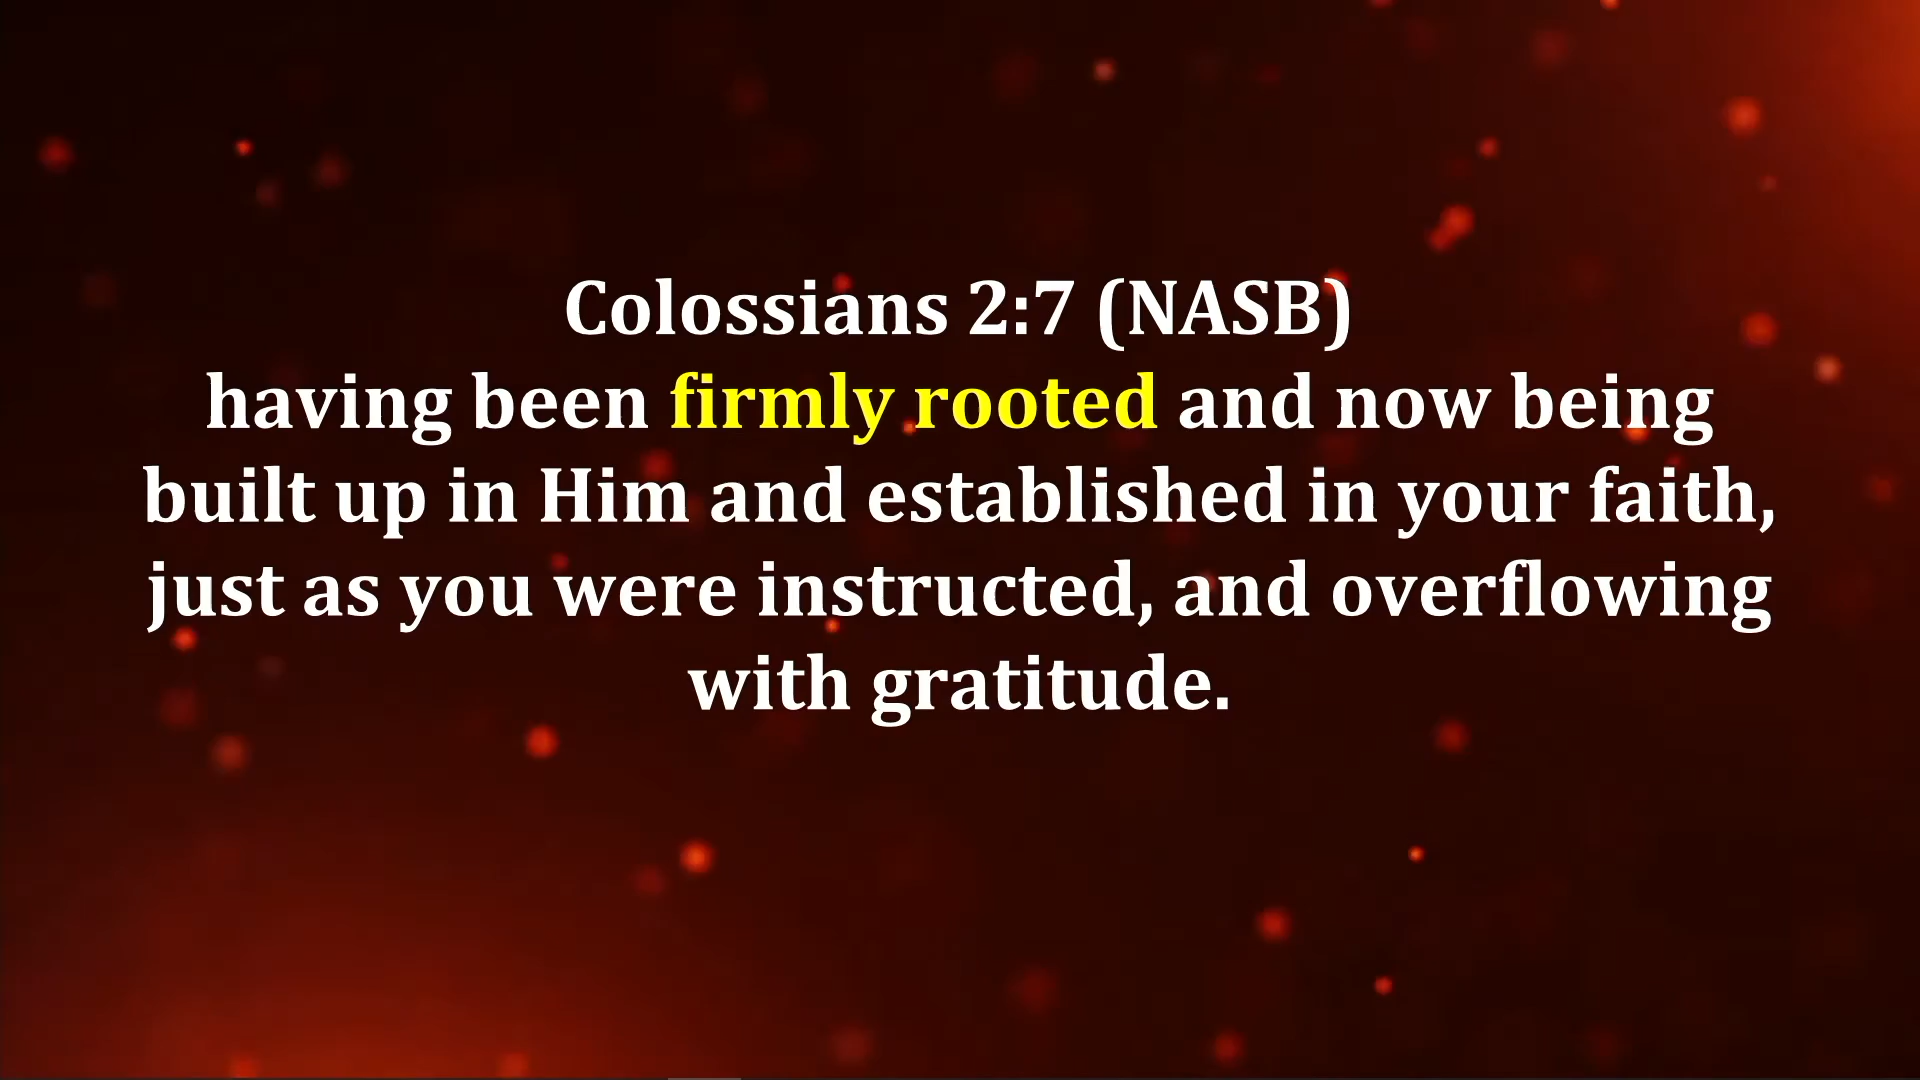 Colossians 2:7 (NASB)
having been firmly rooted and now being
built up in Him and established in your faith,
just as you were instructed, and overflowing
with gratitude.